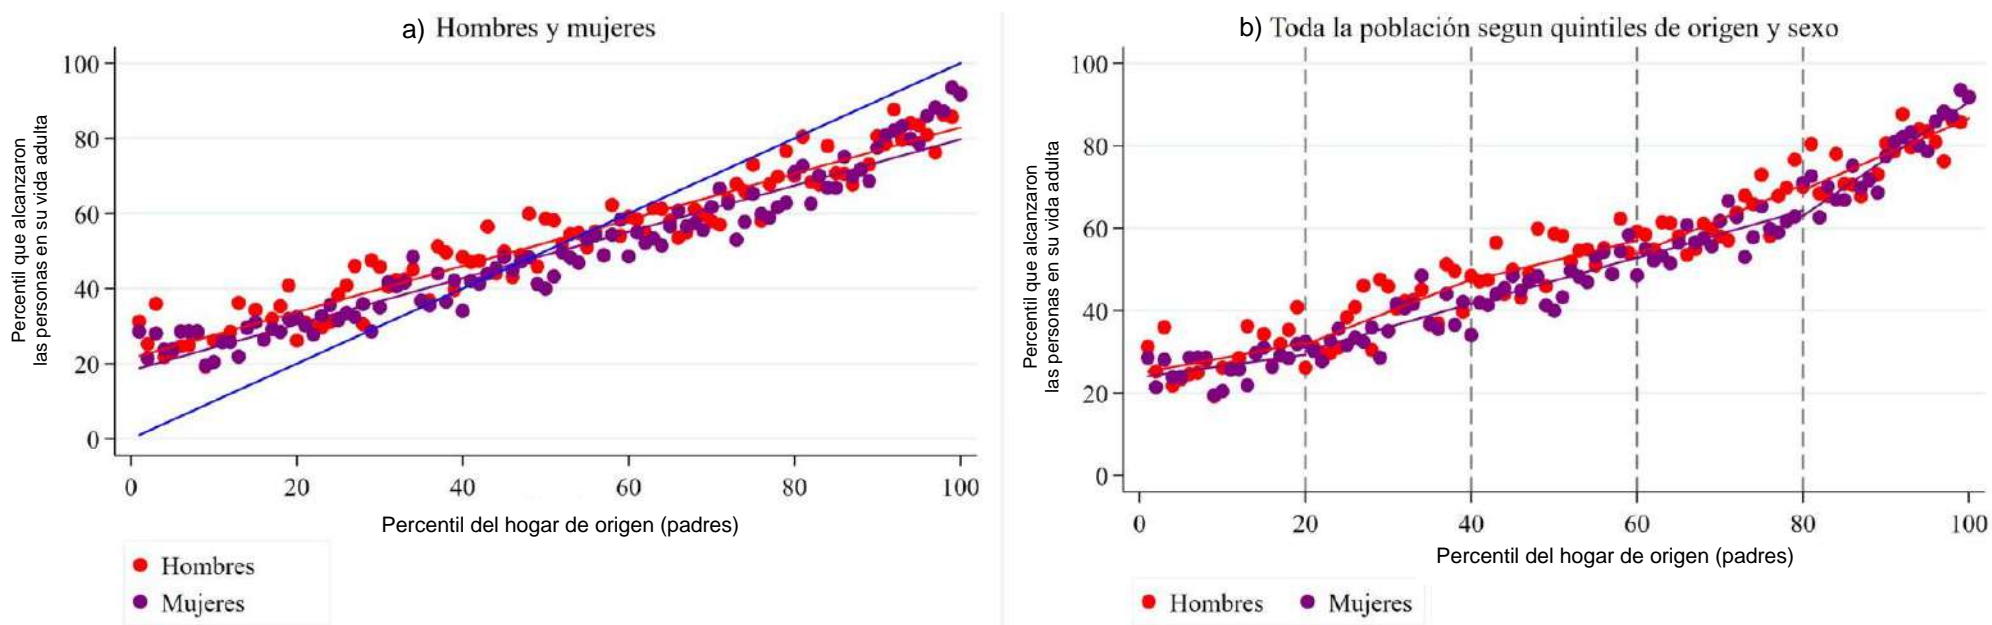 a) Hombres y mujeres
Percentil que alcanzaron
las personas en su vida adulta
100
80
60
40
20
0
0 20 40 60 80 100
Percentil del hogar de origen (padres)
Hombres
Mujeres
b) Toda la población segun quintiles de origen y sexo
Percentil que alcanzaron
las personas en su vida adulta
100
80
60
40
20
0
0 20 40 60 80 100
Percentil del hogar de origen (padres)
Hombres Mujeres